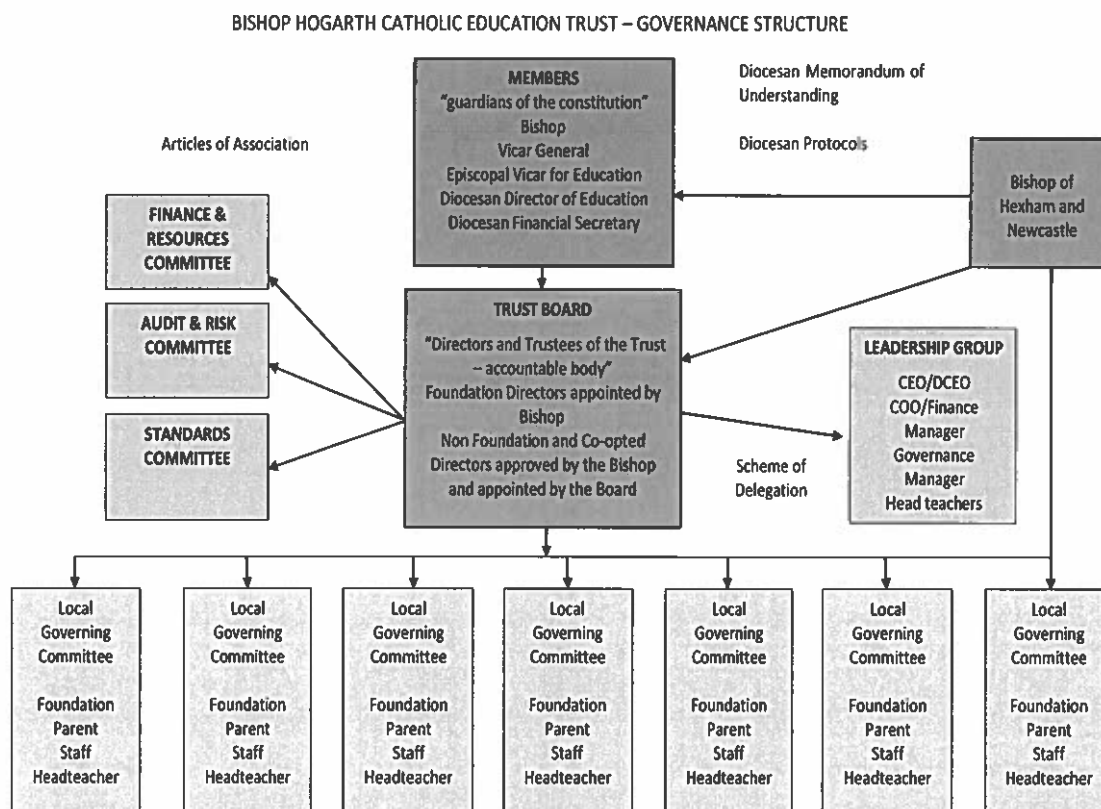 BISHOP HOGARTH CATHOLIC EDUCATION TRUST – GOVERNANCE STRUCTURE
MEMBERS
"guardians of the constitution"
Bishop
Vicar General
Episcopal Vicar for Education
Diocesan Director of Education
Diocesan Financial Secretary
Diocesan Memorandum of
Understanding
Diocesan Protocols
Articles of Association
Bishop of
Hexham and
Newcastle
FINANCE &
RESOURCES
COMMITTEE
AUDIT & RISK
COMMITTEE
STANDARDS
COMMITTEE
TRUST BOARD
"Directors and Trustees of the Trust
– accountable body"
Foundation Directors appointed by
Bishop
Non Foundation and Co-opted
Directors approved by the Bishop
and appointed by the Board
LEADERSHIP GROUP
CEO/DCEO
COO/Finance
Manager
Governance
Manager
Head teachers
Scheme of
Delegation
Local
Governing
Committee
Foundation
Parent
Staff
Headteacher
Local
Governing
Committee
Foundation
Parent
Staff
Headteacher
Local
Governing
Committee
Foundation
Parent
Staff
Headteacher
Local
Governing
Committee
Foundation
Parent
Staff
Headteacher
Local
Governing
Committee
Foundation
Parent
Staff
Headteacher
Local
Governing
Committee
Foundation
Parent
Staff
Headteacher
Local
Governing
Committee
Foundation
Parent
Staff
Headteacher